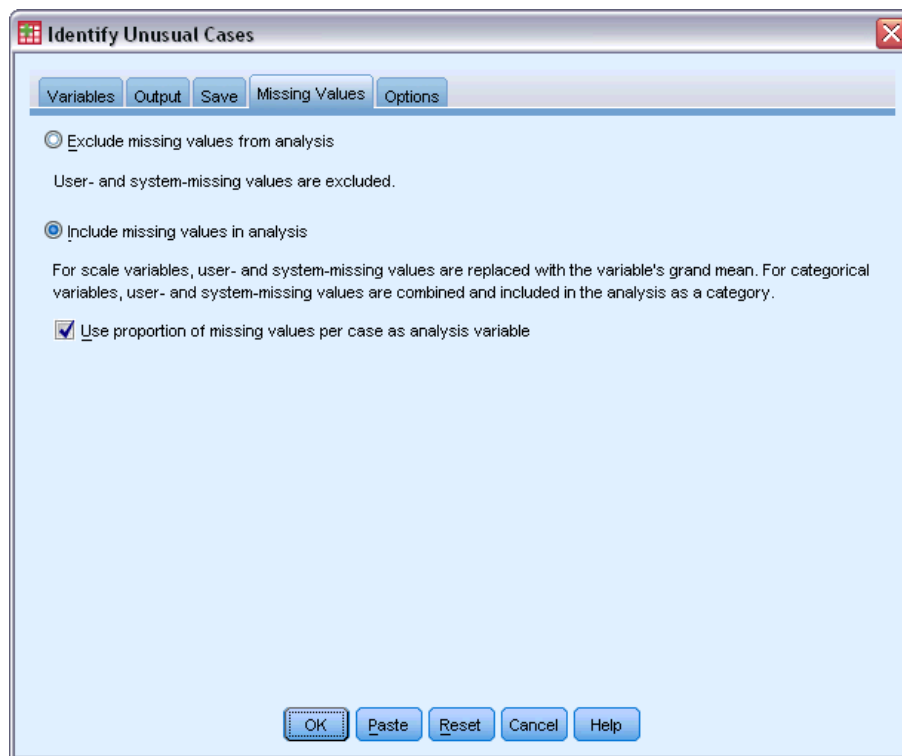 Identify Unusual Cases
Variables Output Save Missing Values Options
Exclude missing values from analysis
User- and system-missing values are excluded.
Include missing values in analysis
For scale variables, user- and system-missing values are replaced with the variable's grand mean. For categorical
variables, user- and system-missing values are combined and included in the analysis as a category.
Use proportion of missing values per case as analysis variable
OK Paste Reset Cancel Help